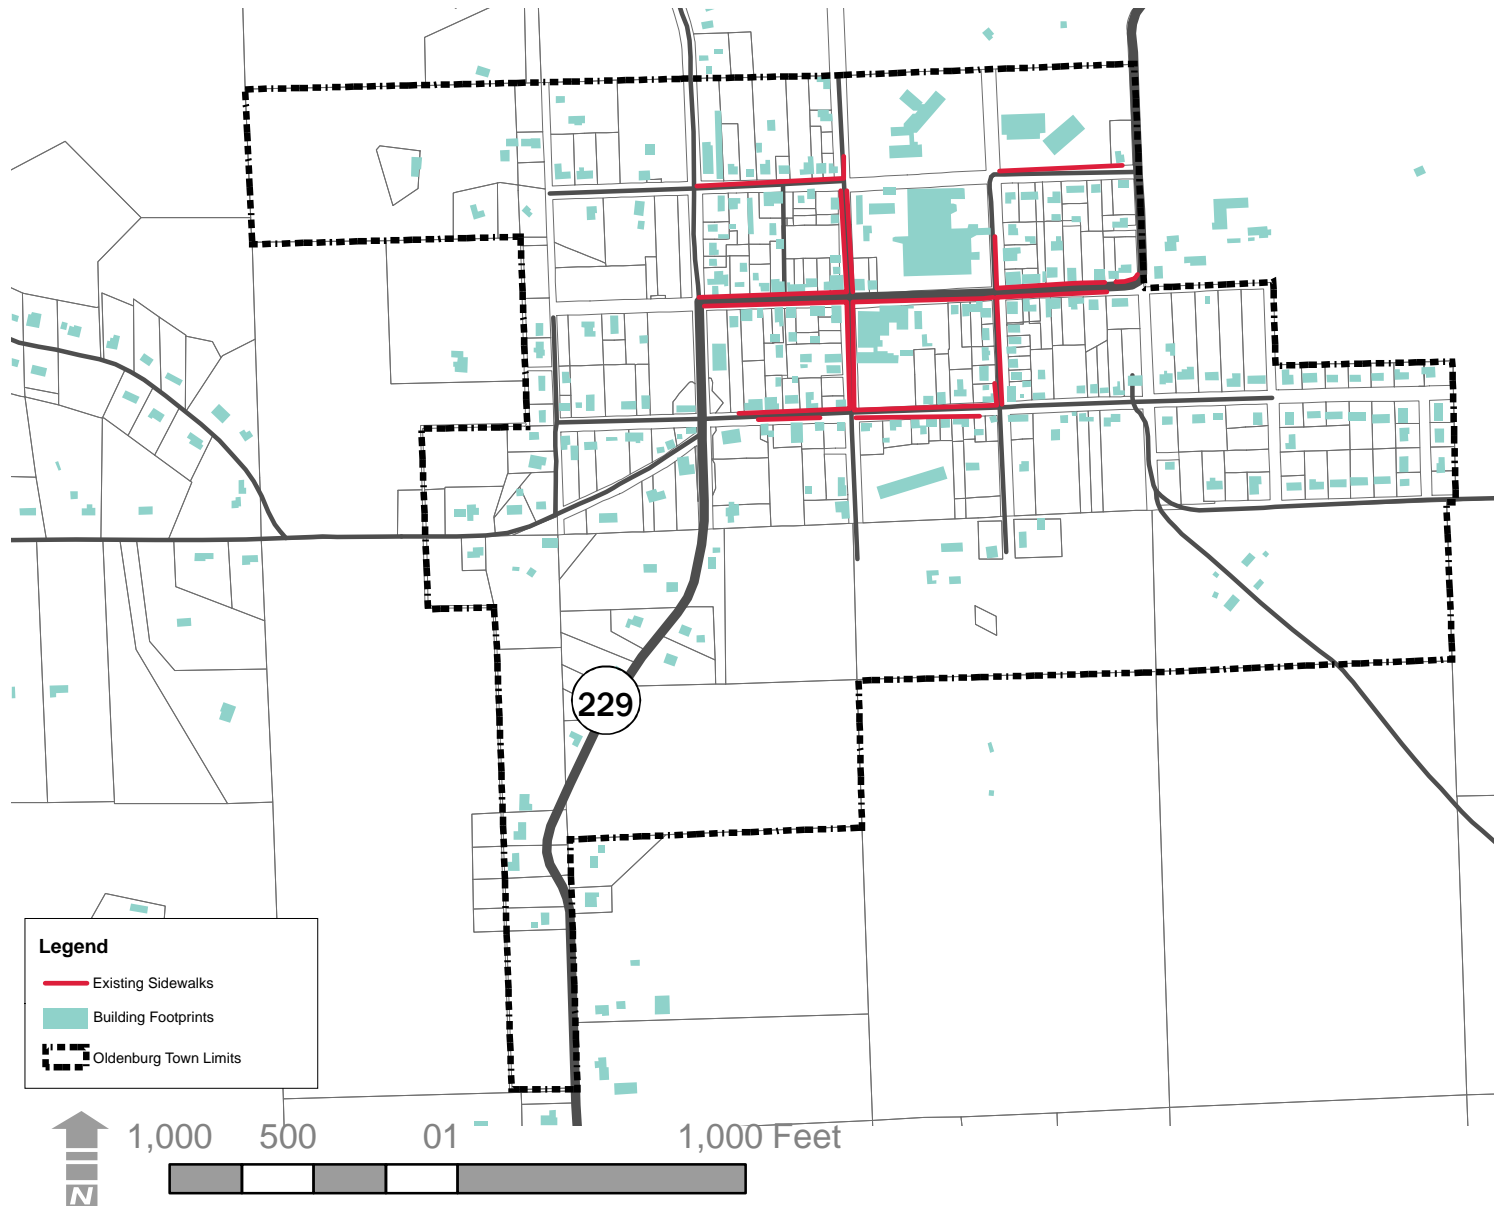 229
Legend
Existing Sidewalks
Building Footprints
Oldenburg Town Limits
1,000 500 01 1,000 Feet
N